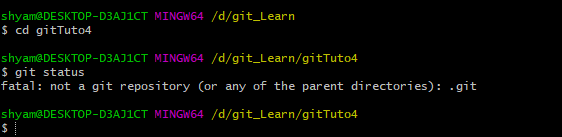 shyam@DESKTOP-D3AJ1CT MINGW64 /d/git_Learn
$ cd gitTuto4
shyam@DESKTOP-D3AJ1CT MINGW64 /d/git_Learn/gitTuto4
$ git status
fatal: not a git repository (or any of the parent directories): .git
shyam@DESKTOP-D3AJ1CT MINGW64 /d/git_Learn/gitTuto4
$